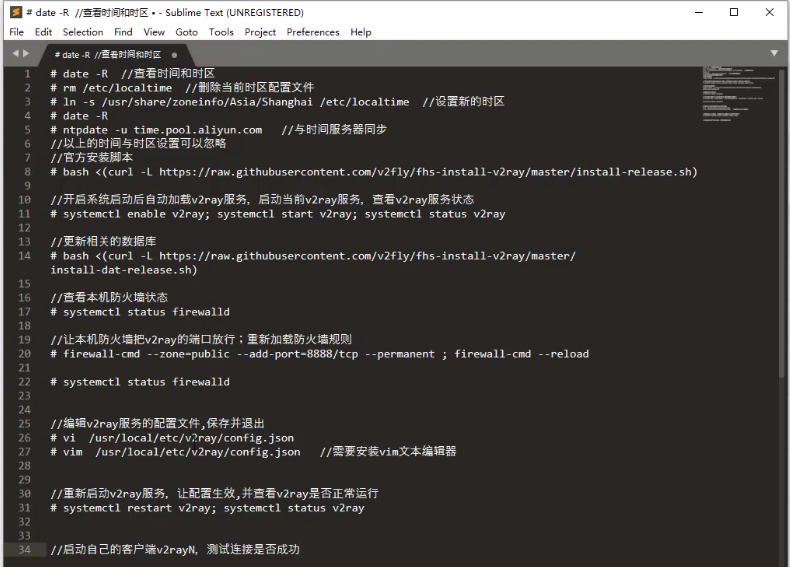 # date -R  //查看时间和时区 • - Sublime Text (UNREGISTERED)
File Edit Selection Find View Goto Tools Project Preferences Help
# date -R  //查看时间和时区
1 # date -R  //查看时间和时区
2 # rm /etc/localtime  //删除当前时区配置文件
3 # ln -s /usr/share/zoneinfo/Asia/Shanghai /etc/localtime  //设置新的时区
4 # date -R
5 # ntpdate -u time.pool.aliyun.com   //与时间服务器同步
6 //以上的时间与时区设置可以忽略
7 //官方安装脚本
8 # bash <(curl -L https://raw.githubusercontent.com/v2fly/fhs-install-v2ray/master/install-release.sh)
9
10 //开启系统启动后自动加载v2ray服务，启动当前v2ray服务，查看v2ray服务状态
11 # systemctl enable v2ray; systemctl start v2ray; systemctl status v2ray
12
13 //更新相关的数据库
14 # bash <(curl -L https://raw.githubusercontent.com/v2fly/fhs-install-v2ray/master/
install-dat-release.sh)
15
16 //查看本机防火墙状态
17 # systemctl status firewalld
18
19 //让本机防火墙把v2ray的端口放行；重新加载防火墙规则
20 # firewall-cmd --zone=public --add-port=8888/tcp --permanent ; firewall-cmd --reload
21
22 # systemctl status firewalld
23
24
25 //编辑v2ray服务的配置文件,保存并退出
26 # vi  /usr/local/etc/v2ray/config.json
27 # vim  /usr/local/etc/v2ray/config.json   //需要安装vim文本编辑器
28
29
30 //重新启动v2ray服务，让配置生效,并查看v2ray是否正常运行
31 # systemctl restart v2ray; systemctl status v2ray
32
33
34 //启动自己的客户端v2rayN，测试连接是否成功